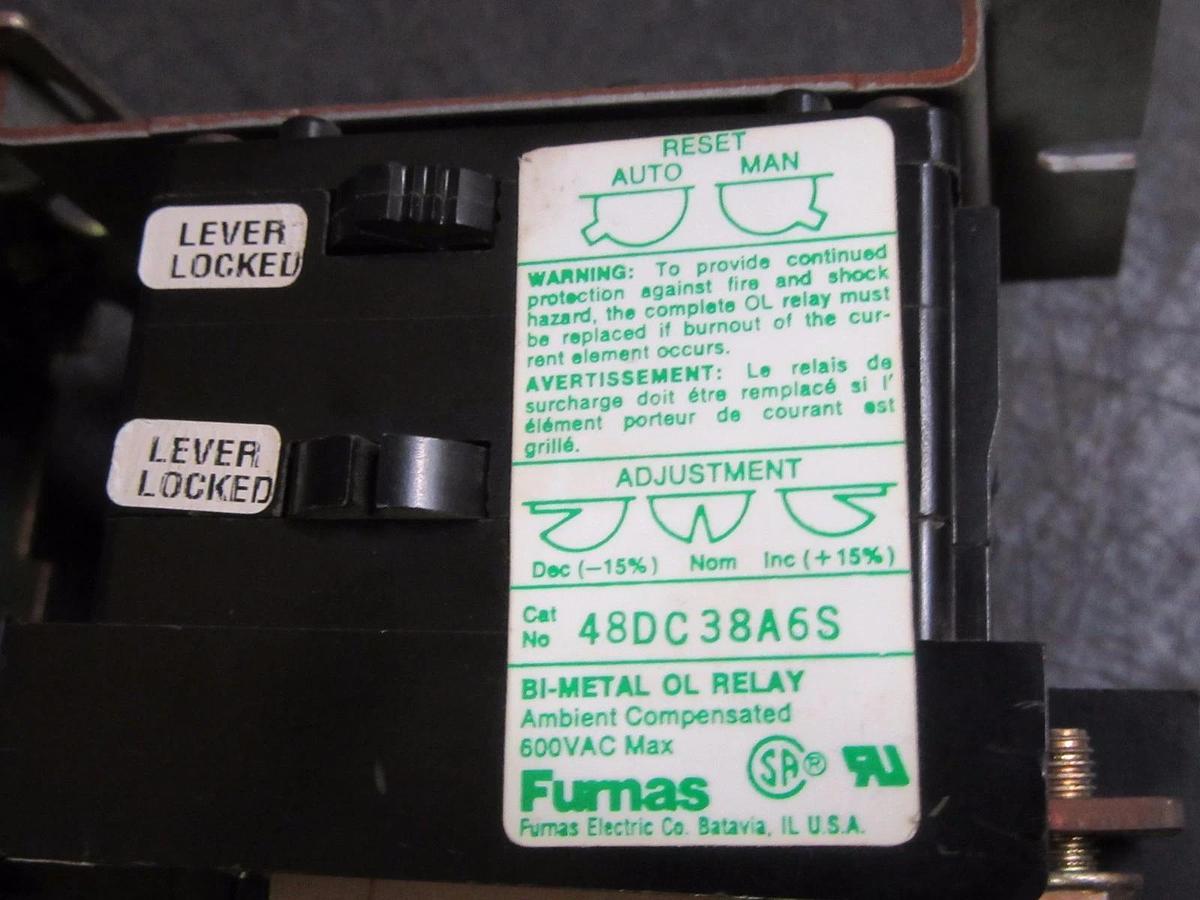 LEVER
LOCKED
LEVER
LOCKED
RESET
AUTO MAN
WARNING: To provide continued
protection against fire and shock
hazard, the complete OL relay must
be replaced if burnout of the cur-
rent element occurs.
AVERTISSEMENT: Le relais de
surcharge doit étre remplacé si l'
élément porteur de courant est
grillé.
ADJUSTMENT
Dec (-15%) Nom Inc (+15%)
Cat
No 48DC38A6S
BI-METAL OL RELAY
Ambient Compensated
600VAC Max
SA® RU
Furnas
Furnas Electric Co. Batavia, IL U.S.A.